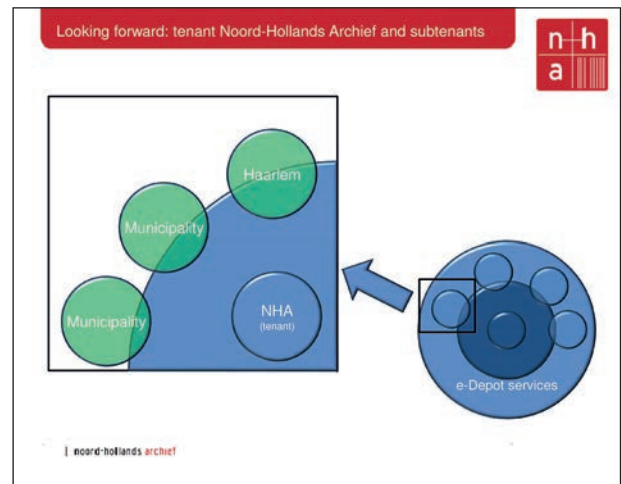 Looking forward: tenant Noord-Hollands Archief and subtenants
n h
a
Haarlem
Municipality
Municipality
NHA
(tenant)
e-Depot services
noord-hollands archief